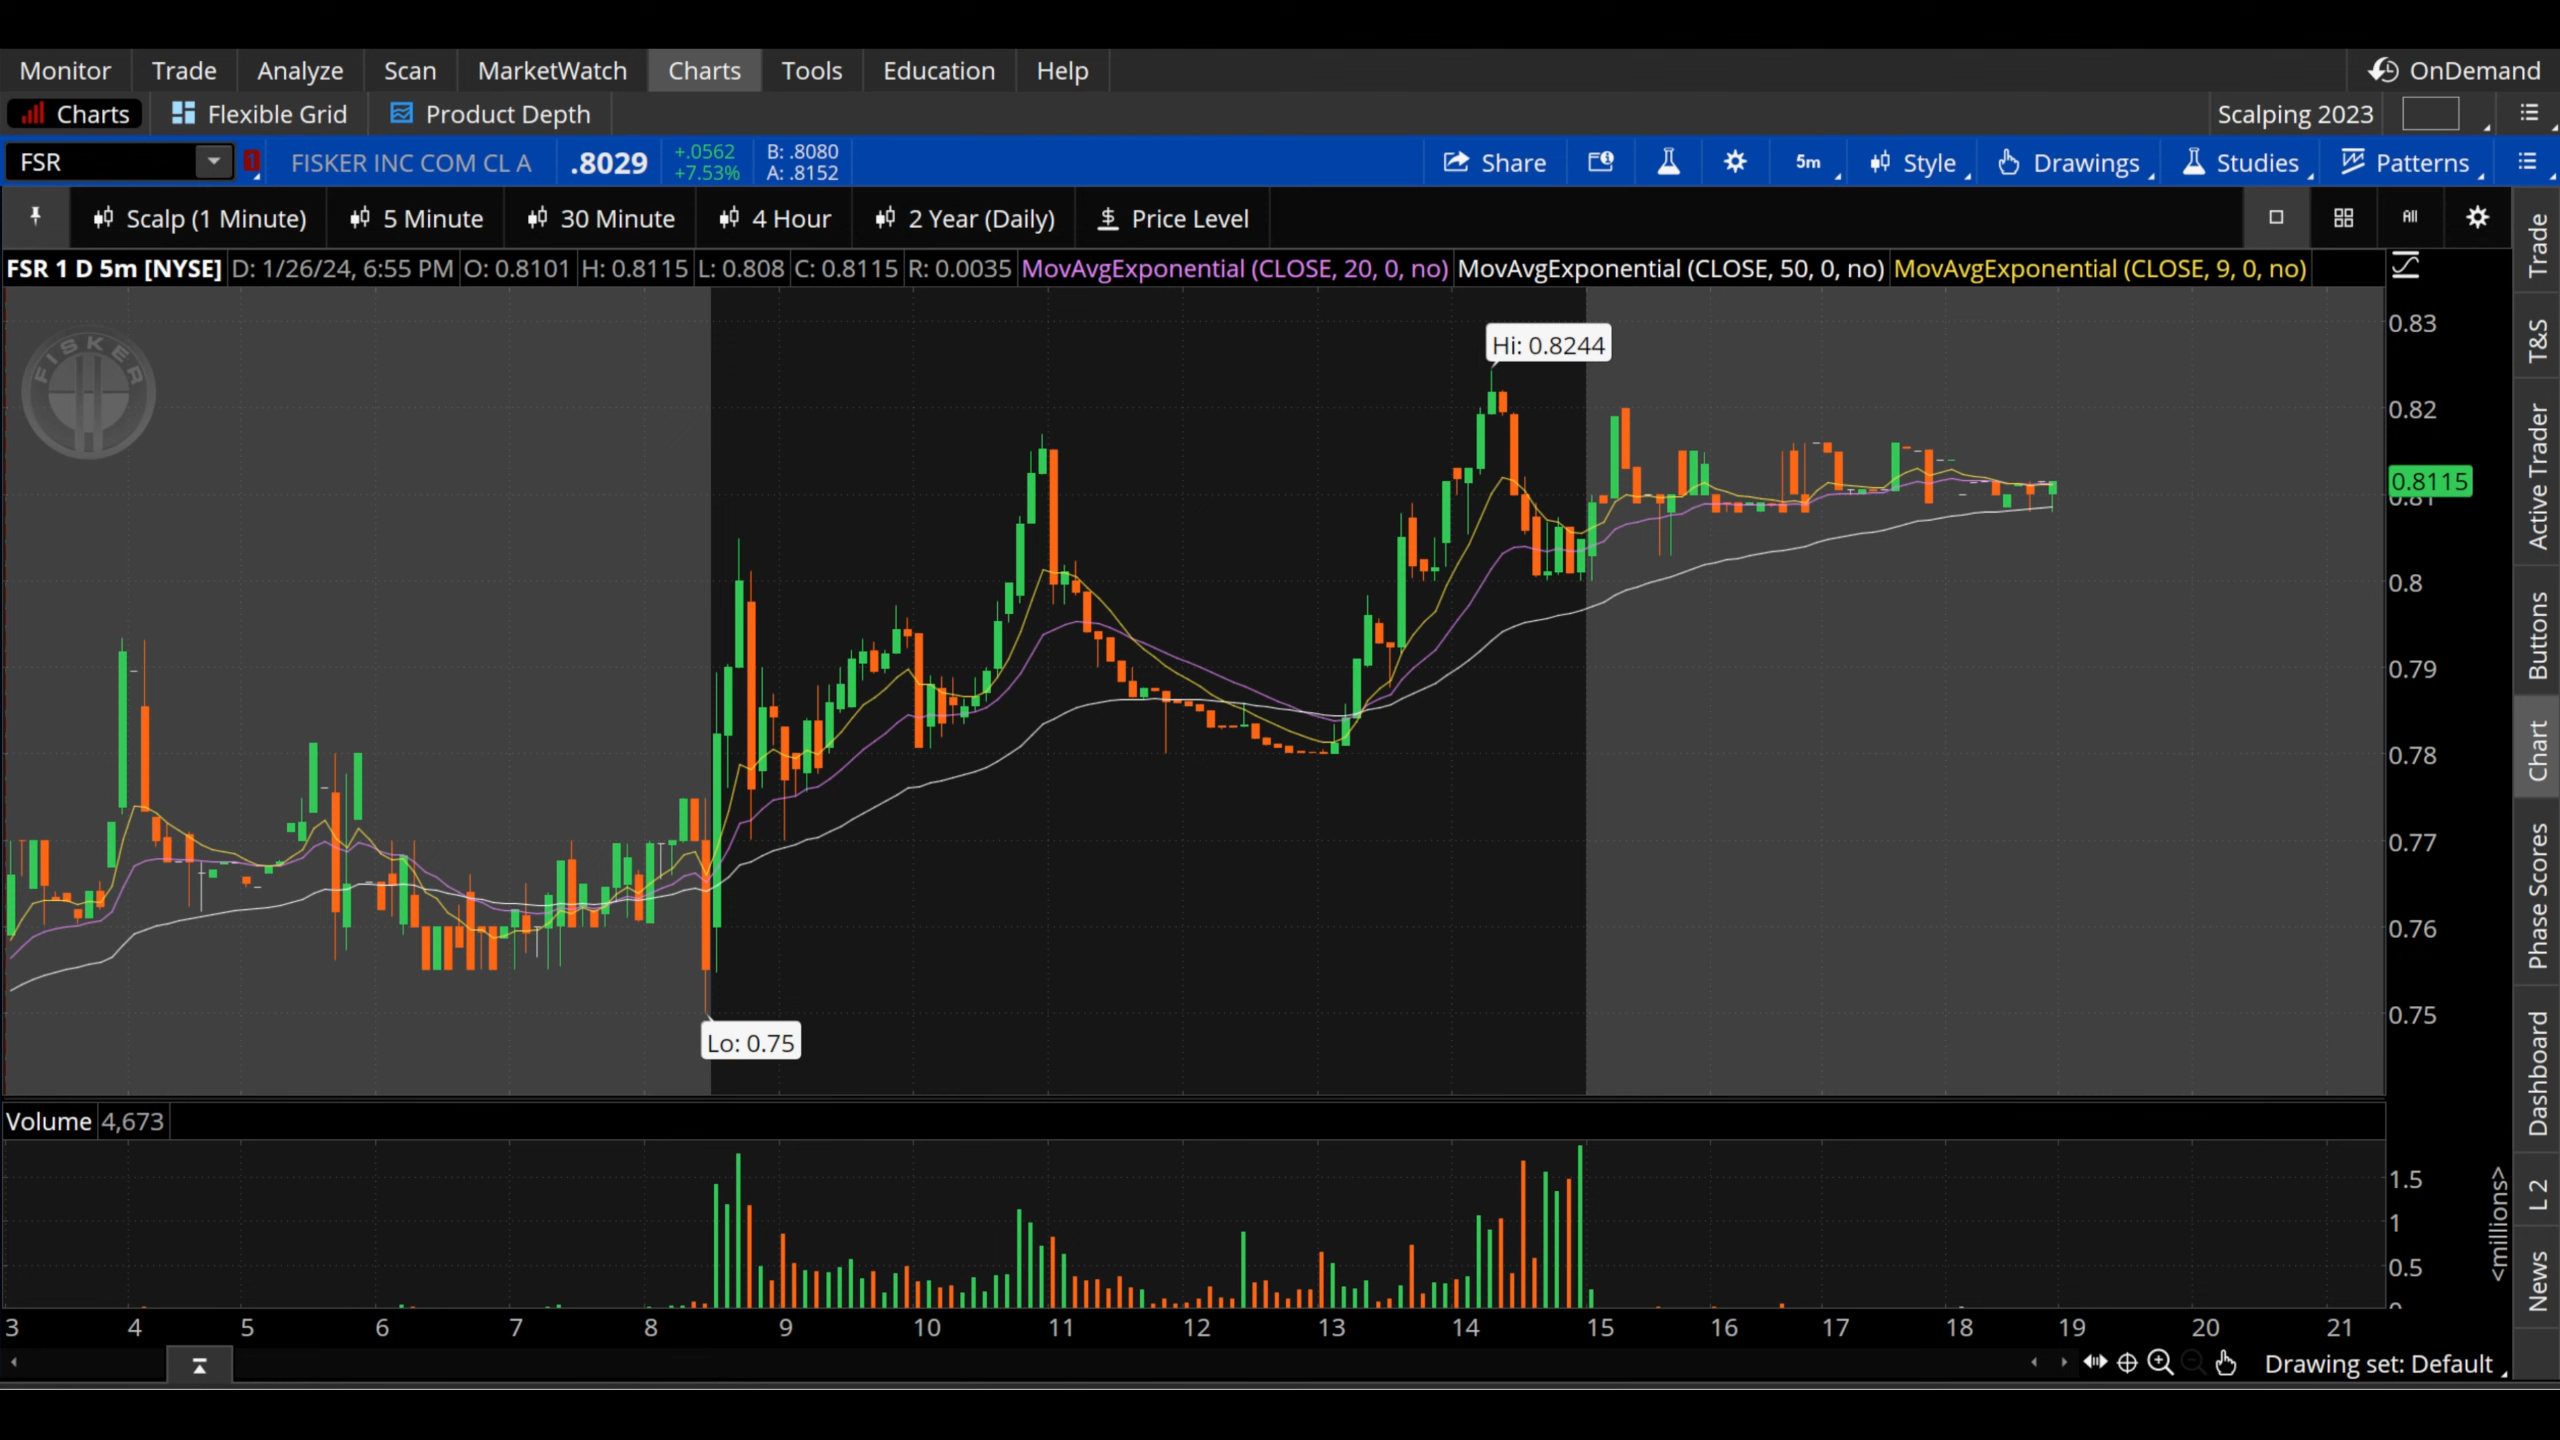 Monitor Trade Analyze Scan MarketWatch Charts Tools Education Help OnDemand
Charts Flexible Grid Product Depth Scalping 2023
FSR 1 FISKER INC COM CL A .8029 +.0562 B: .8080 Share 5m Style Drawings Studies Patterns
+7.53% A: .8152
Scalp (1 Minute) 5 Minute 30 Minute 4 Hour 2 Year (Daily) $ Price Level All
FSR 1 D 5m [NYSE] D: 1/26/24, 6:55 PM O: 0.8101 H: 0.8115 L: 0.808 C: 0.8115 R: 0.0035 MovAvgExponential (CLOSE, 20, 0, no) MovAvgExponential (CLOSE, 50, 0, no) MovAvgExponential (CLOSE, 9, 0, no)
FISKER
Hi: 0.8244
Lo: 0.75
0.83
0.82
0.8115
0.81
0.8
0.79
0.78
0.77
0.76
0.75
Volume 4,673
1.5
1
0.5
0
<millions>
3 4 5 6 7 8 9 10 11 12 13 14 15 16 17 18 19 20 21
Drawing set: Default
Trade
T&S
Active Trader
Buttons
Chart
Phase Scores
Dashboard
L 2
News